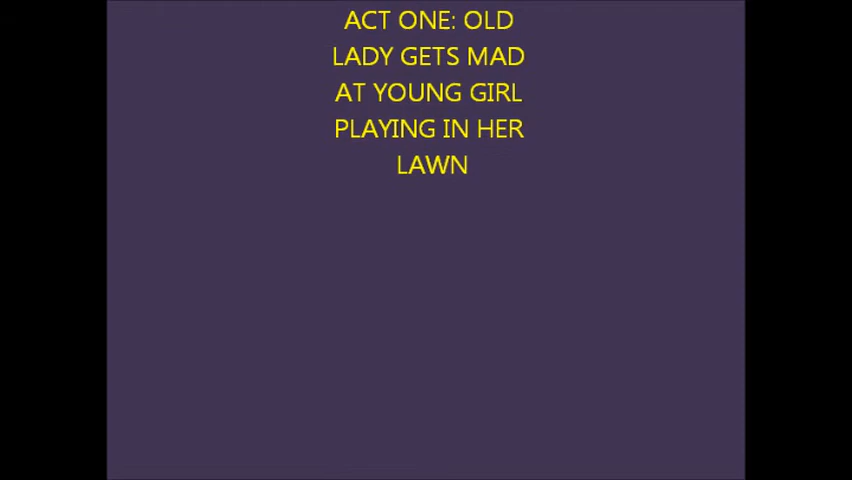 ACT ONE: OLD
LADY GETS MAD
AT YOUNG GIRL
PLAYING IN HER
LAWN